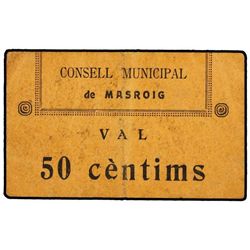 CONSELL MUNICIPAL
de MASROIG
VAL
50 cèntims